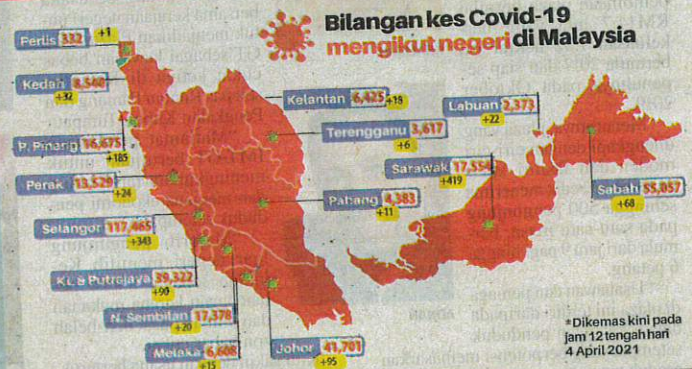 Bilangan kes Covid-19
mengikut negeri di Malaysia
Perlis 332 +1
Kedah 8,540
+32
P. Pinang 16,675
+185
Perak 13,529
+24
Selangor 117,465
+343
KL & Putrajaya 39,322
+90
N. Sembilan 17,378
+20
Melaka 6,608
+15
Johor 41,701
+95
Kelantan 6,425 +18
Terengganu 3,617
+6
Pahang 4,383
+11
Labuan 2,373
+22
Sarawak 17,554
+419
Sabah 55,057
+68
*Dikemas kini pada
jam 12 tengah hari
4 April 2021